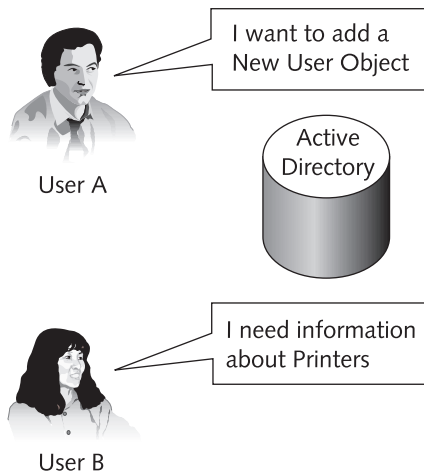 I want to add a
New User Object
Active
Directory
User A
I need information
about Printers
User B